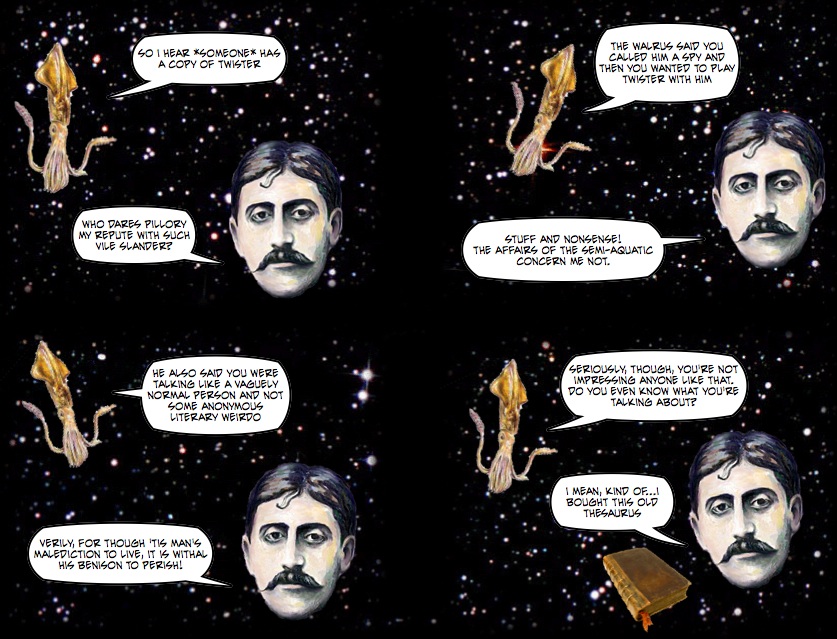 SO I HEAR *SOMEONE* HAS
A COPY OF TWISTER
WHO DARES PILLORY
MY REPUTE WITH SUCH
VILE SLANDER?
THE WALRUS SAID YOU
CALLED HIM A SPY AND
THEN YOU WANTED TO PLAY
TWISTER WITH HIM
STUFF AND NONSENSE!
THE AFFAIRS OF THE SEMI-AQUATIC
CONCERN ME NOT.
HE ALSO SAID YOU WERE
TALKING LIKE A VAGUELY
NORMAL PERSON AND NOT
SOME ANONYMOUS
LITERARY WEIRDO
VERILY, FOR THOUGH 'TIS MAN'S
MALEDICTION TO LIVE, IT IS WITHAL
HIS BENISON TO PERISH!
SERIOUSLY, THOUGH, YOU'RE NOT
IMPRESSING ANYONE LIKE THAT.
DO YOU EVEN KNOW WHAT YOU'RE
TALKING ABOUT?
I MEAN, KIND OF...I
BOUGHT THIS OLD
THESAURUS